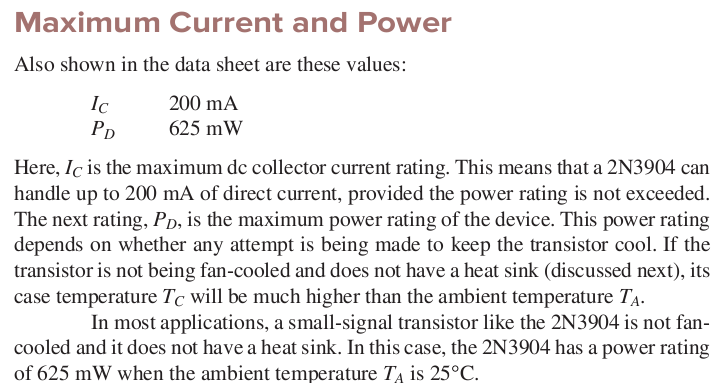 Maximum Current and Power
Also shown in the data sheet are these values:
I_C 200 mA
P_D 625 mW
Here, I_C is the maximum dc collector current rating. This means that a 2N3904 can
handle up to 200 mA of direct current, provided the power rating is not exceeded.
The next rating, P_D, is the maximum power rating of the device. This power rating
depends on whether any attempt is being made to keep the transistor cool. If the
transistor is not being fan-cooled and does not have a heat sink (discussed next), its
case temperature T_C will be much higher than the ambient temperature T_A.
In most applications, a small-signal transistor like the 2N3904 is not fan-
cooled and it does not have a heat sink. In this case, the 2N3904 has a power rating
of 625 mW when the ambient temperature T_A is 25°C.